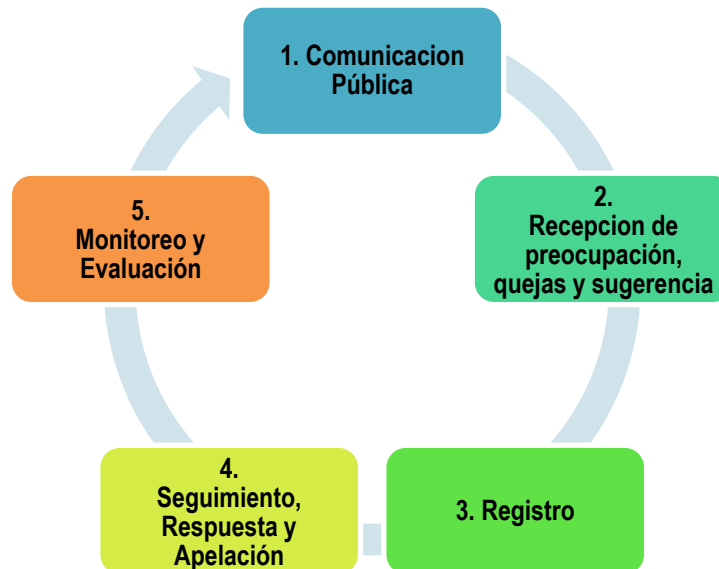 1. Comunicacion
Pública
2.
Recepcion de
preocupación,
quejas y sugerencia
3. Registro
4.
Seguimiento,
Respuesta y
Apelación
5.
Monitoreo y
Evaluación